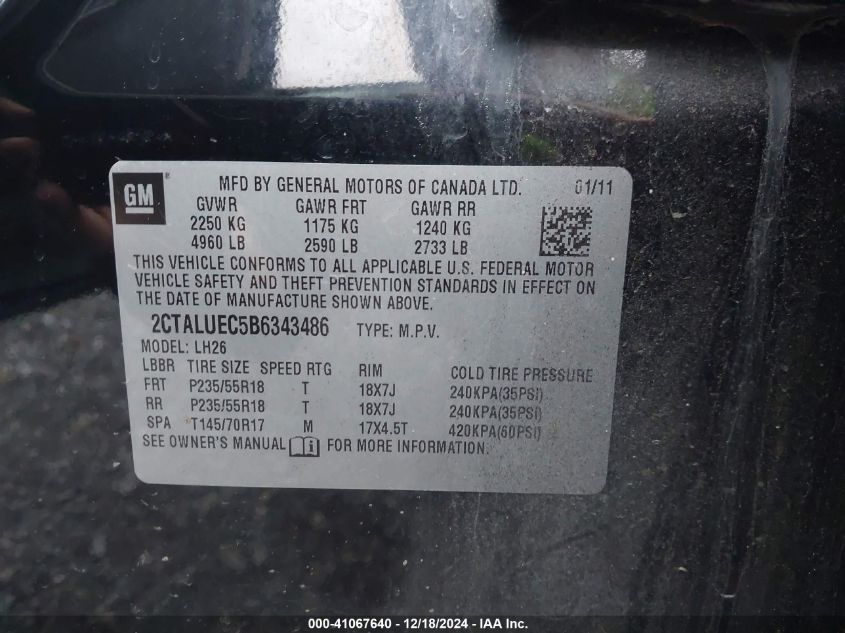 GM ® MFD BY GENERAL MOTORS OF CANADA LTD. 01/11
GVWR GAWR FRT GAWR RR
2250 KG 1175 KG 1240 KG
4960 LB 2590 LB 2733 LB
THIS VEHICLE CONFORMS TO ALL APPLICABLE U.S. FEDERAL MOTOR
VEHICLE SAFETY AND THEFT PREVENTION STANDARDS IN EFFECT ON
THE DATE OF MANUFACTURE SHOWN ABOVE.
2CTALUEC5B6343486 TYPE: M.P.V.
MODEL: LH26
LBBR TIRE SIZE SPEED RTG RIM COLD TIRE PRESSURE
FRT P235/55R18 T 18X7J 240KPA(35PSI)
RR P235/55R18 T 18X7J 240KPA(35PSI)
SPA T145/70R17 M 17X4.5T 420KPA(60PSI)
SEE OWNER'S MANUAL FOR MORE INFORMATION.
000-41067640 - 12/18/2024 - IAA Inc.